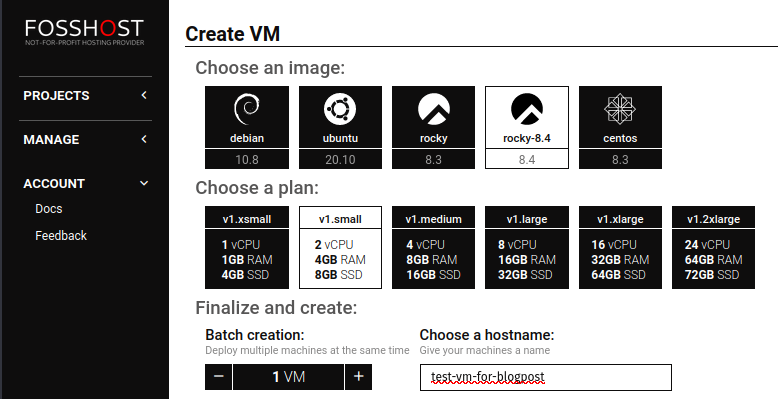 FOSSHOST
NOT-FOR-PROFIT HOSTING PROVIDER
PROJECTS
MANAGE
ACCOUNT
Docs
Feedback
Create VM
Choose an image:
debian ubuntu rocky rocky-8.4 centos
10.8 20.10 8.3 8.4 8.3
Choose a plan:
v1.xsmall v1.small v1.medium v1.large v1.xlarge v1.2xlarge
1 vCPU 2 vCPU 4 vCPU 8 vCPU 16 vCPU 24 vCPU
1GB RAM 4GB RAM 8GB RAM 16GB RAM 32GB RAM 64GB RAM
4GB SSD 8GB SSD 16GB SSD 32GB SSD 64GB SSD 72GB SSD
Finalize and create:
Batch creation: Choose a hostname:
Deploy multiple machines at the same time Give your machines a name
− 1 VM + test-vm-for-blogpost